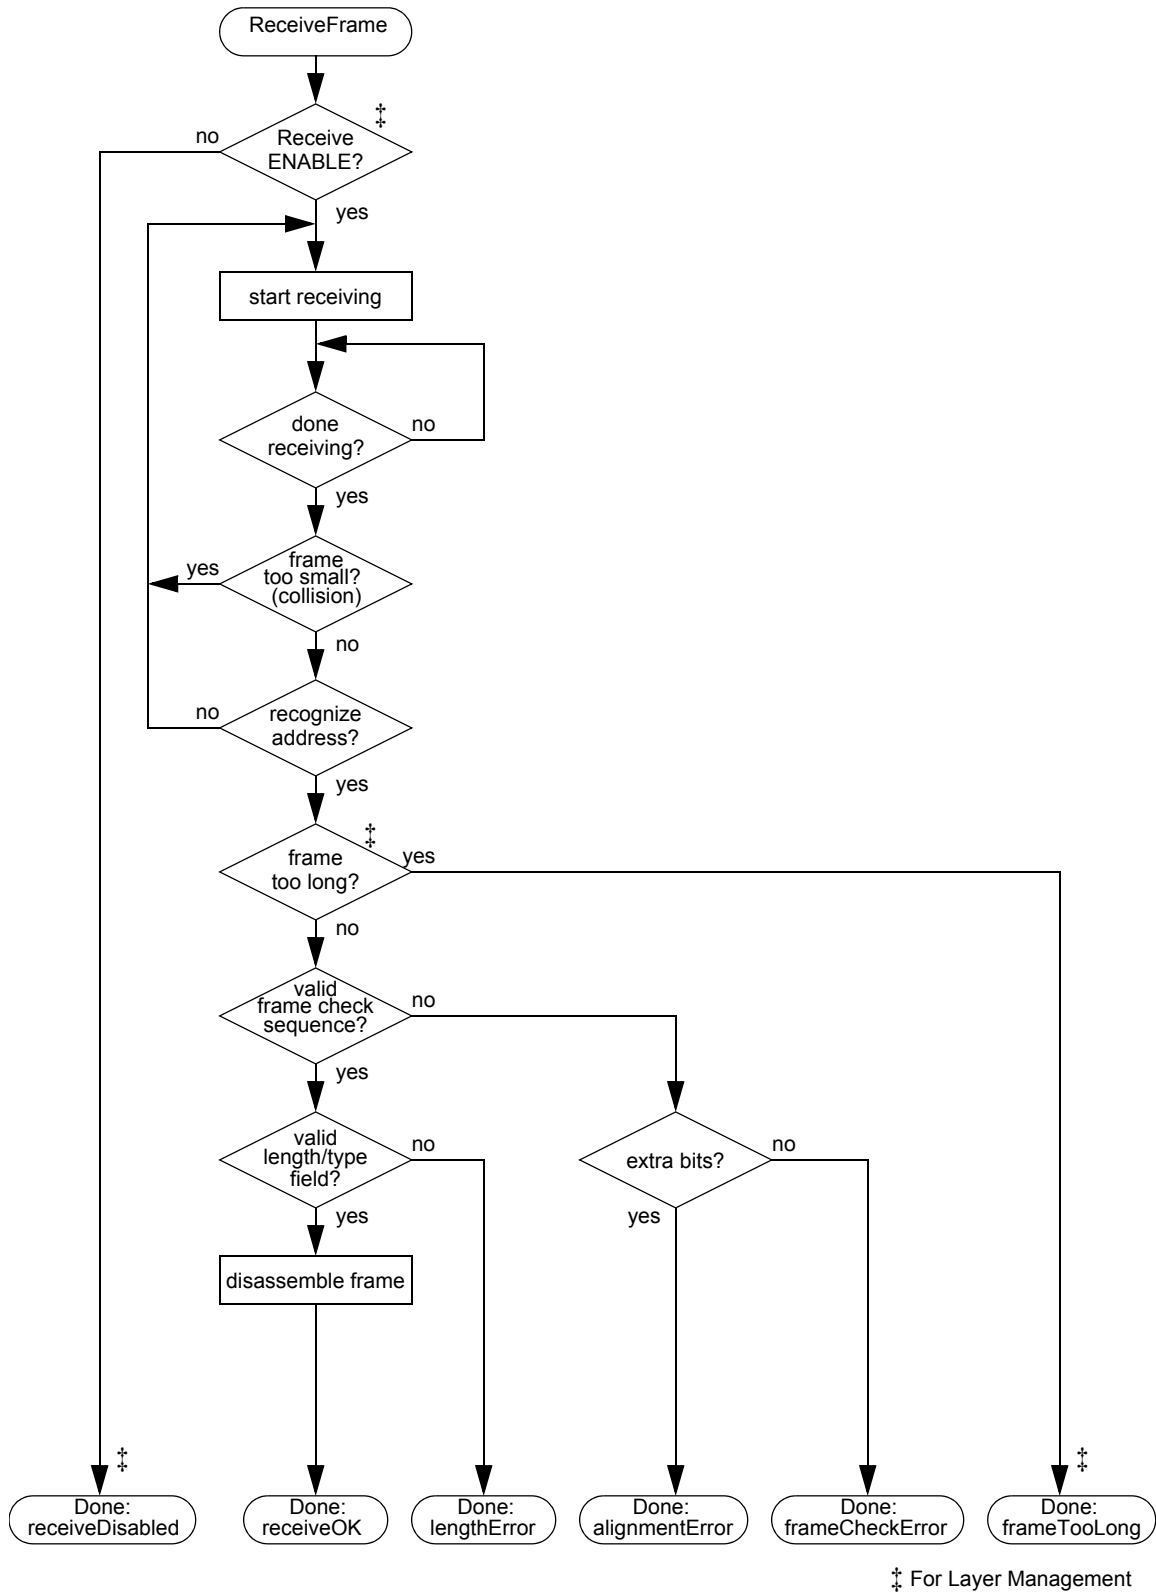 ReceiveFrame
‡
no
Receive
ENABLE?
yes
start receiving
done
receiving?
no
yes
frame
too small?
(collision)
yes
no
no
recognize
address?
yes
‡
frame
too long?
yes
no
valid
frame check
sequence?
no
yes
valid
length/type
field?
no
extra bits?
no
yes
yes
disassemble frame
‡
‡
Done:
receiveDisabled
Done:
receiveOK
Done:
lengthError
Done:
alignmentError
Done:
frameCheckError
Done:
frameTooLong
‡ For Layer Management